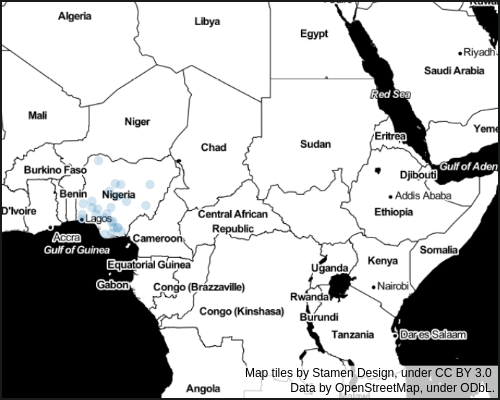 Algeria
Libya
Egypt
Riyadh
Saudi Arabia
Red Sea
Mali
Niger
Chad
Sudan
Eritrea
Yeme
Gulf of Aden
Djibouti
Burkino Faso
Benin
Nigeria
Addis Ababa
Ethiopia
D'Ivoire
Lagos
Central African
Republic
Accra
Gulf of Guinea
Cameroon
Somalia
Equatorial Guinea
Uganda
Kenya
Gabon
Congo (Brazzaville)
Nairobi
Rwanda
Congo (Kinshasa)
Burundi
Tanzania
Dar es Salaam
Map tiles by Stamen Design, under CC BY 3.0
Data by OpenStreetMap, under ODbL.
Angola